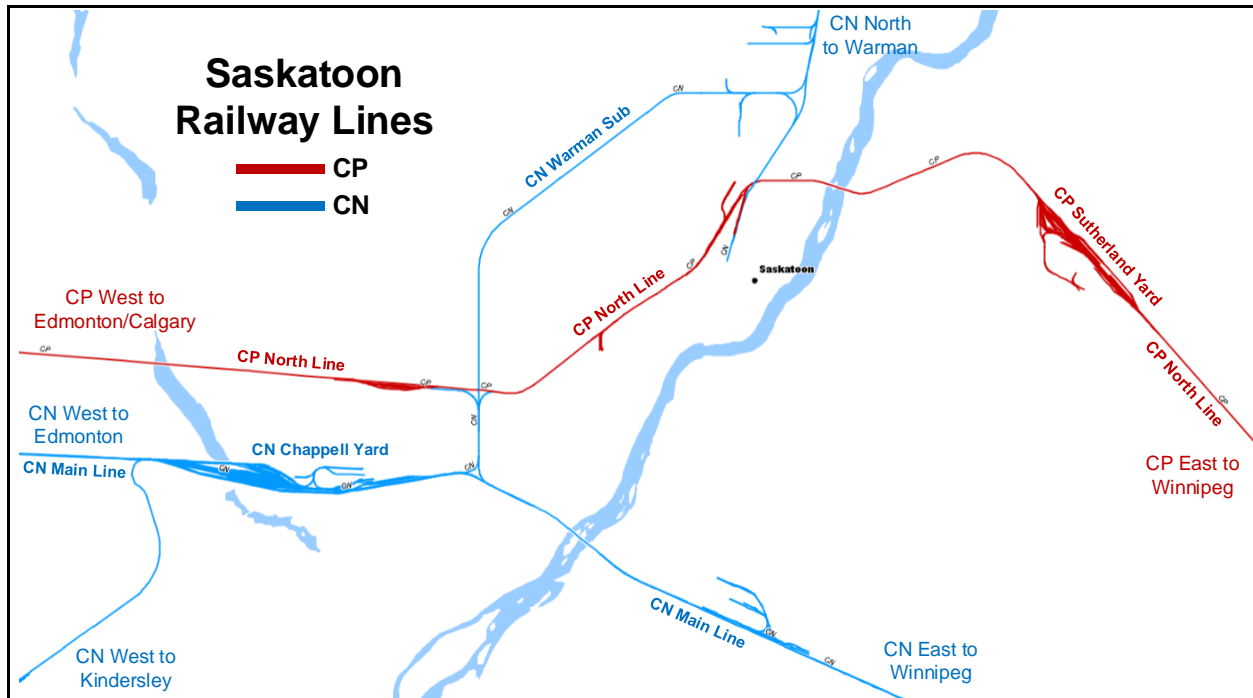 Saskatoon
Railway Lines
CP
CN
CN North
to Warman
CN
CN Warman Sub
CN
CP
CP
CP Sutherland Yard
CN
CP
Saskatoon
CP North Line
CP West to
Edmonton/Calgary
CP
CP North Line
CP
CP
CP North Line
CP
CN West to
Edmonton
CN
CN Chappell Yard
CN Main Line
CN
CN
CN
CP East to
Winnipeg
CN Main Line
CN
CN
CN West to
Kindersley
CN East to
Winnipeg